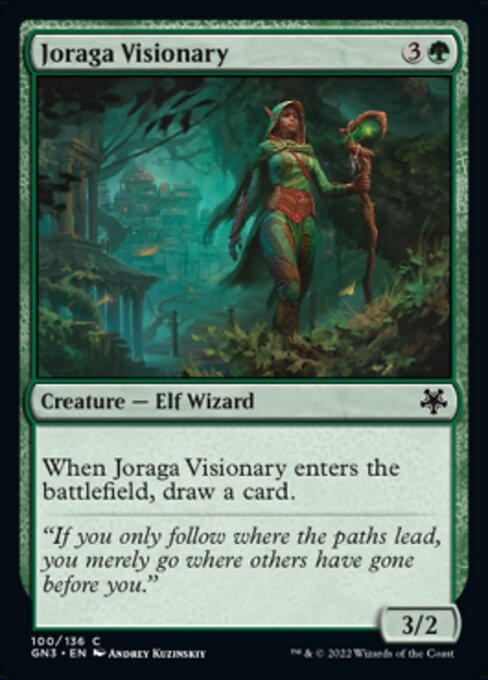 Joraga Visionary 3
Creature — Elf Wizard
When Joraga Visionary enters the
battlefield, draw a card.
“If you only follow where the paths lead,
you merely go where others have gone
before you.”
3/2
100/136 C
GN3 • EN Andrey Kuzinskiy
™ & © 2022 Wizards of the Coast